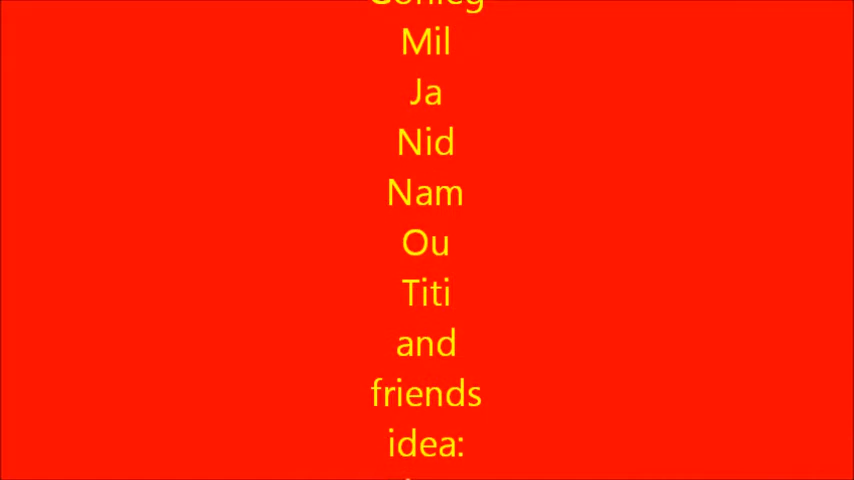 Mil
Ja
Nid
Nam
Ou
Titi
and
friends
idea: